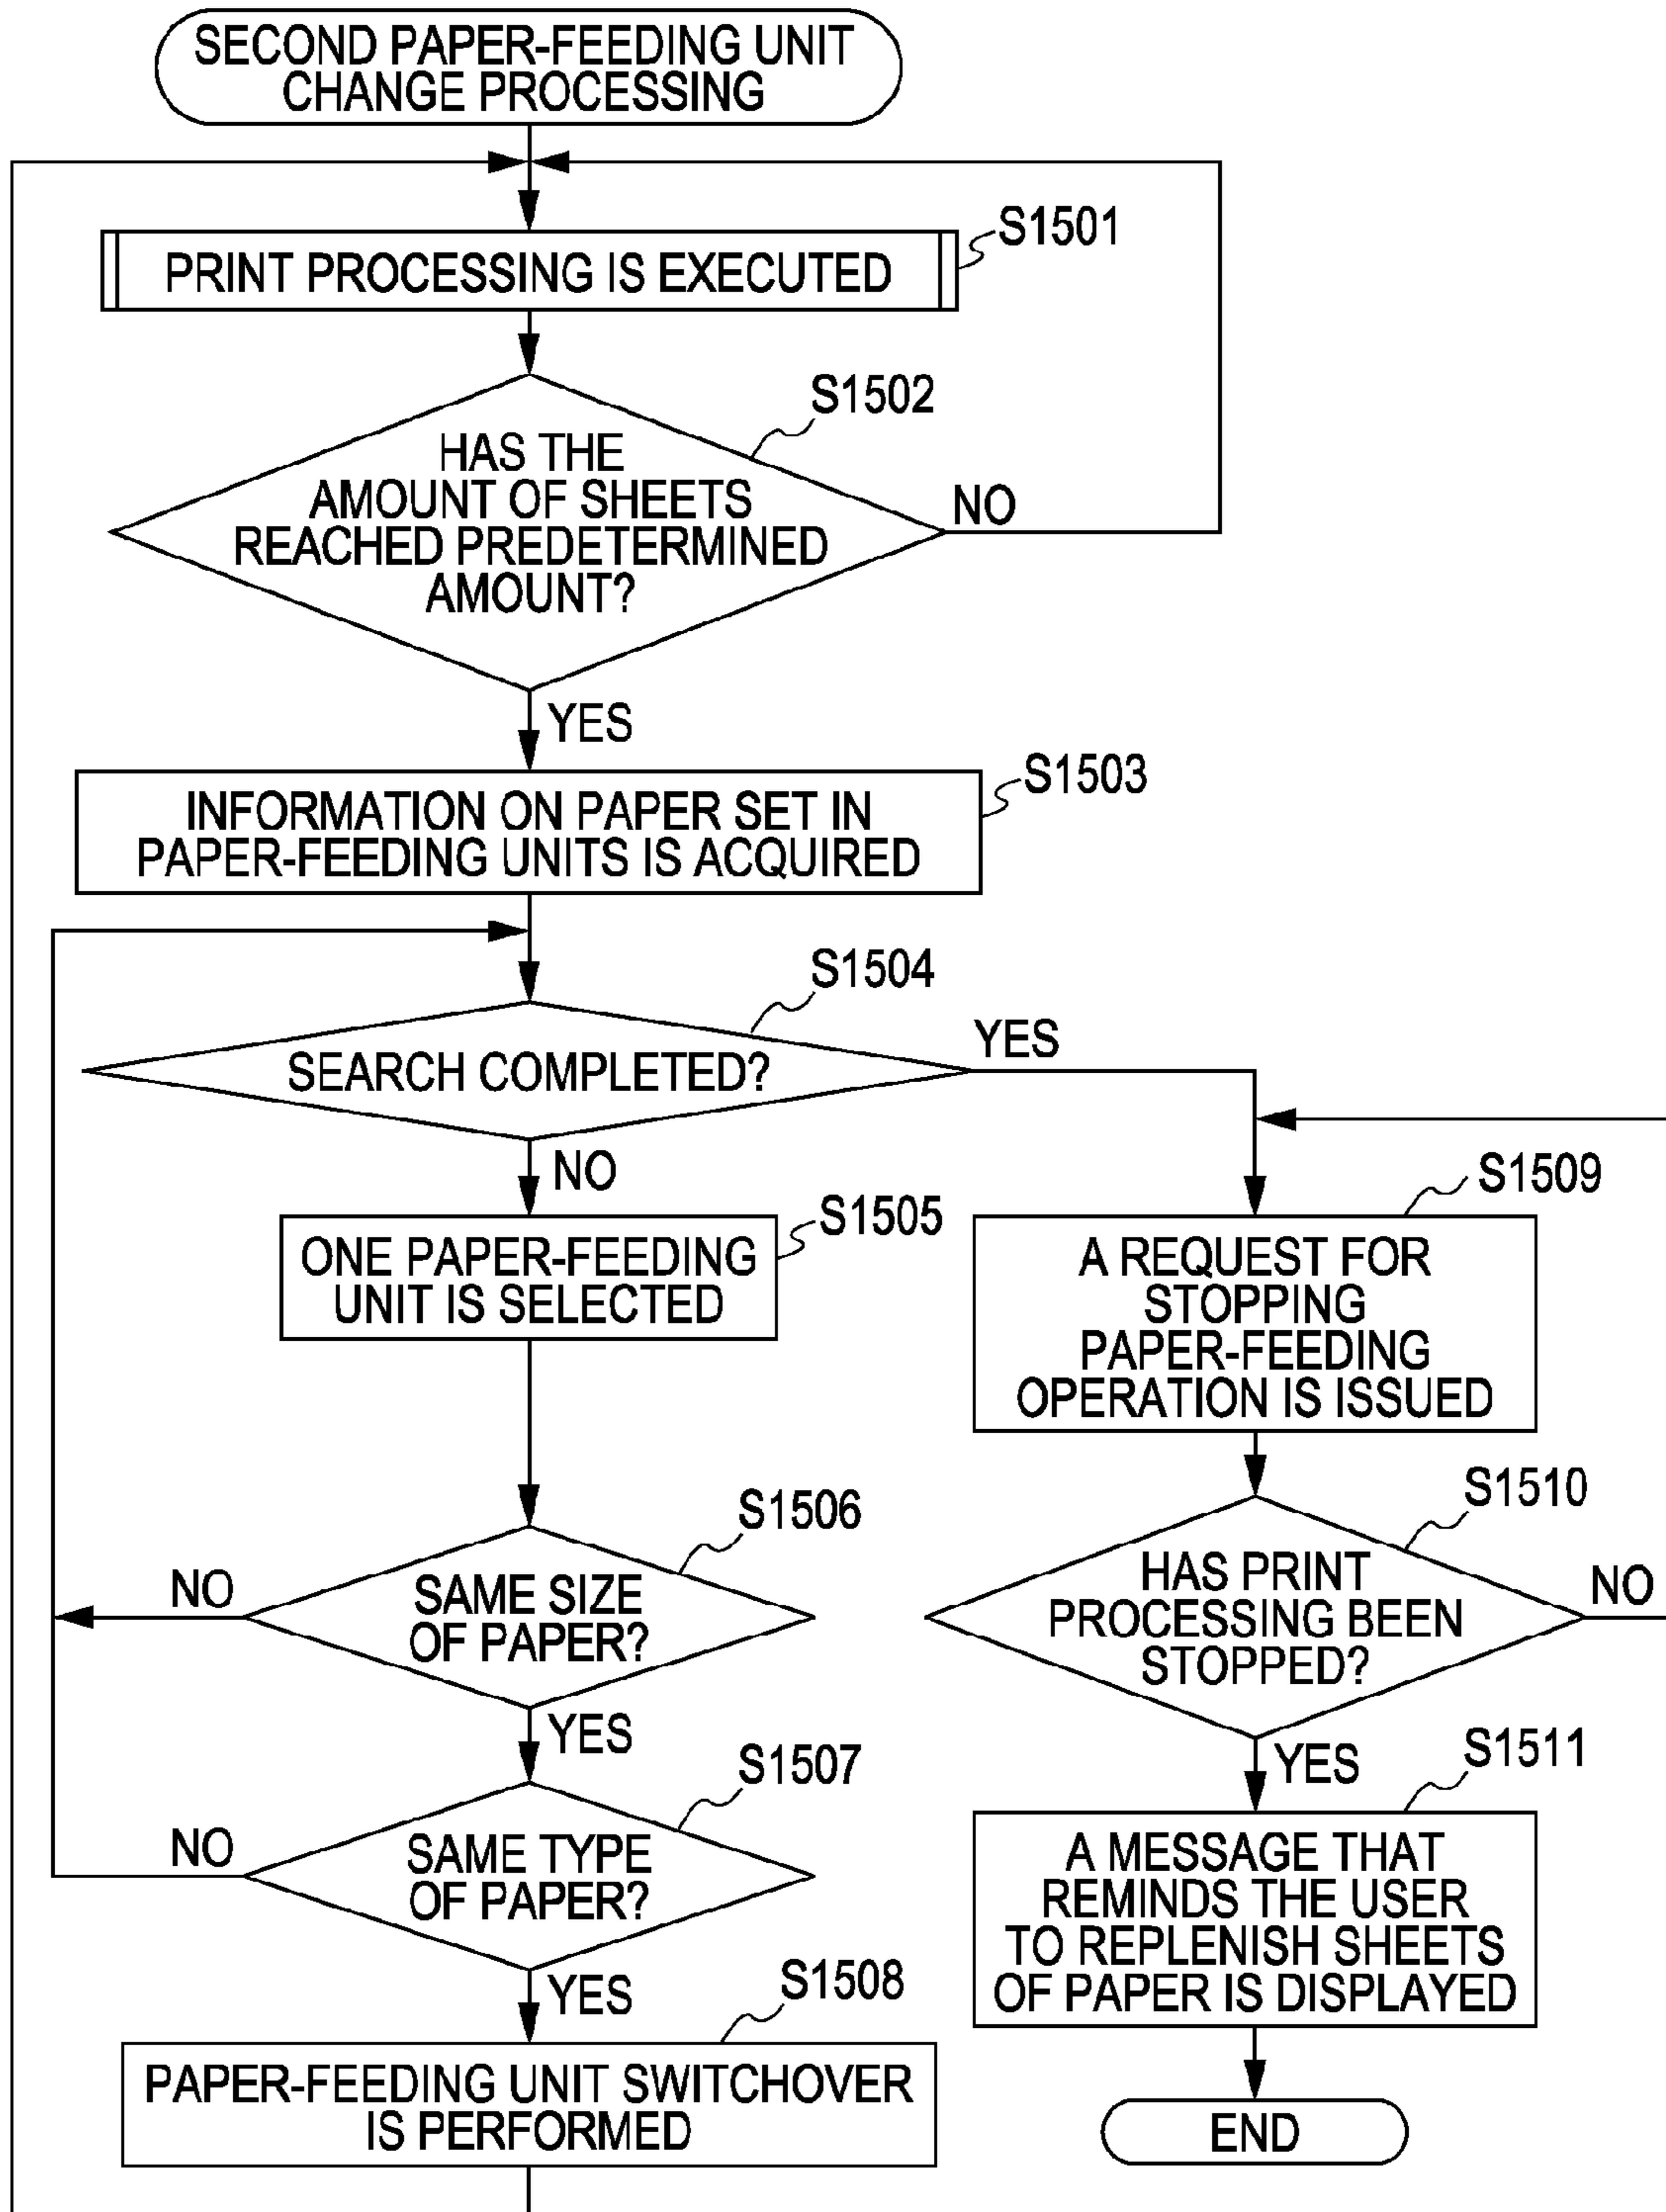 SECOND PAPER-FEEDING UNIT
CHANGE PROCESSING
S1501
PRINT PROCESSING IS EXECUTED
S1502
HAS THE
AMOUNT OF SHEETS
REACHED PREDETERMINED
AMOUNT?
NO
YES
S1503
INFORMATION ON PAPER SET IN
PAPER-FEEDING UNITS IS ACQUIRED
S1504
SEARCH COMPLETED?
YES
NO
S1505
ONE PAPER-FEEDING
UNIT IS SELECTED
S1506
SAME SIZE
OF PAPER?
NO
YES
S1507
SAME TYPE
OF PAPER?
NO
YES
S1508
PAPER-FEEDING UNIT SWITCHOVER
IS PERFORMED
S1509
A REQUEST FOR
STOPPING
PAPER-FEEDING
OPERATION IS ISSUED
S1510
HAS PRINT
PROCESSING BEEN
STOPPED?
NO
YES
S1511
A MESSAGE THAT
REMINDS THE USER
TO REPLENISH SHEETS
OF PAPER IS DISPLAYED
END